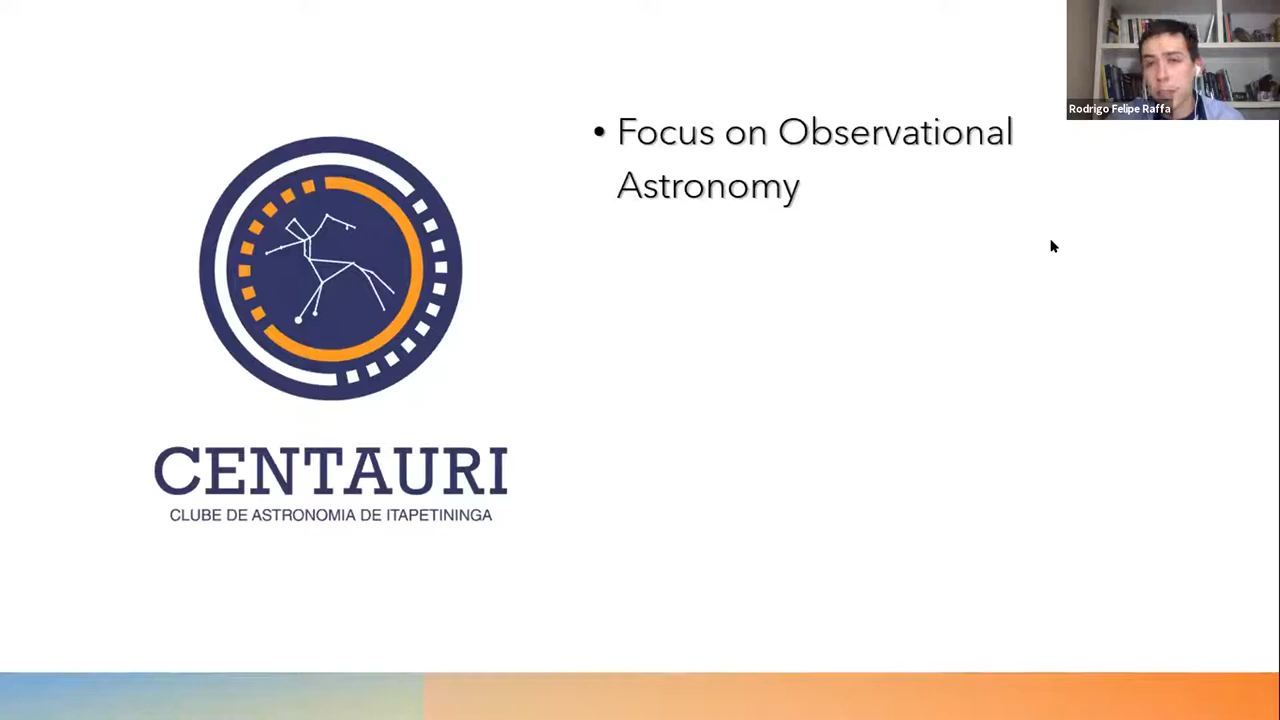 Rodrigo Felipe Raffa
• Focus on Observational
Astronomy
CENTAURI
CLUBE DE ASTRONOMIA DE ITAPETININGA